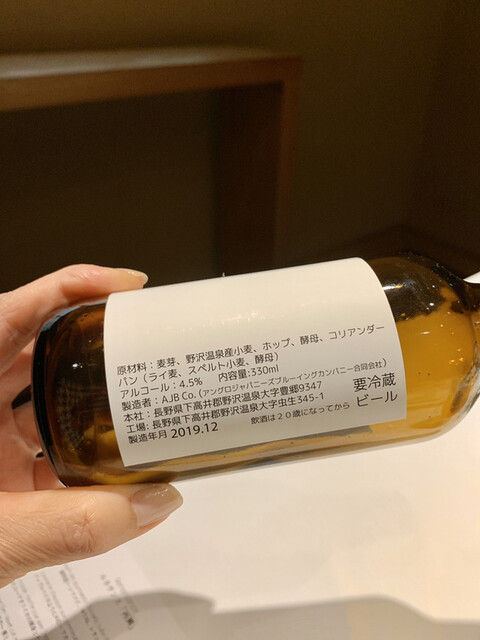 原材料：麦芽、野沢温泉産小麦、ホップ、酵母、コリアンダー
パン（ライ麦、スペルト小麦、酵母）
アルコール：4.5%　内容量:330ml
製造者：AJB Co.（アングロジャパニーズブルーイングカンパニー合同会社）
本社：長野県下高井郡野沢温泉大字豊郷9347
工場: 長野県下高井郡野沢温泉大字虫生345-1
製造年月 2019.12
飲酒は２０歳になってから
要冷蔵
ビール